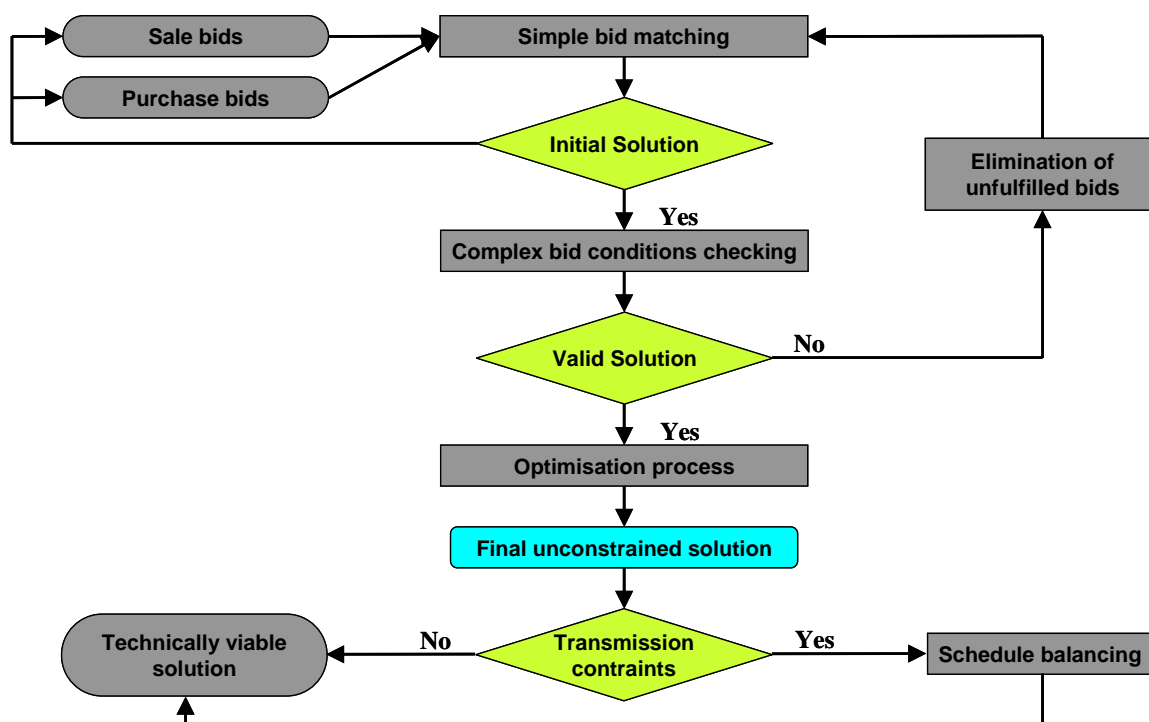 Sale bids
Simple bid matching
Purchase bids
Initial Solution
Elimination of
unfulfilled bids
Yes
Complex bid conditions checking
Valid Solution
No
Yes
Optimisation process
Final unconstrained solution
Technically viable
solution
No
Transmission
contraints
Yes
Schedule balancing